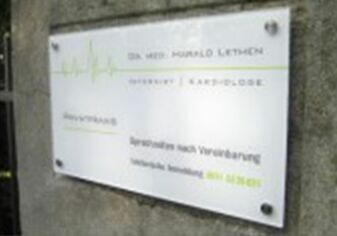 Dr. med. Harald Lethen
Internist | Kardiologe
Privatpraxis
Sprechzeiten nach Vereinbarung
Telefonische Anmeldung